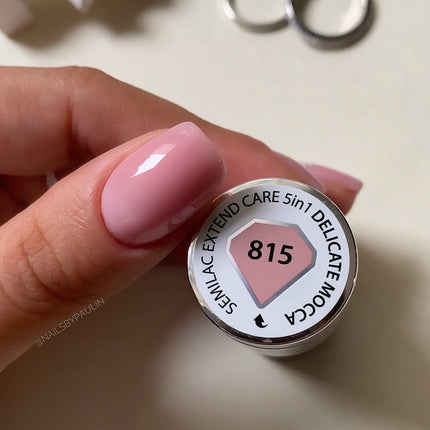 SEMILAC EXTEND CARE 5in1 DELICATE MOCCA
815
@NAILSBYPAULIN